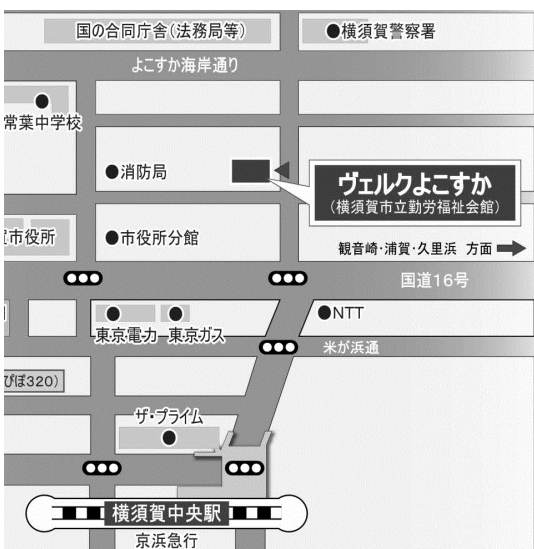 国の合同庁舎(法務局等)
●横須賀警察署
よこすか海岸通り
常葉中学校
●消防局
ヴェルクよこすか
(横須賀市立勤労福祉会館)
市役所
●市役所分館
観音崎・浦賀・久里浜 方面
国道16号
東京電力
東京ガス
●NTT
米が浜通
ぴぽ320)
ザ・プライム
横須賀中央駅
京浜急行